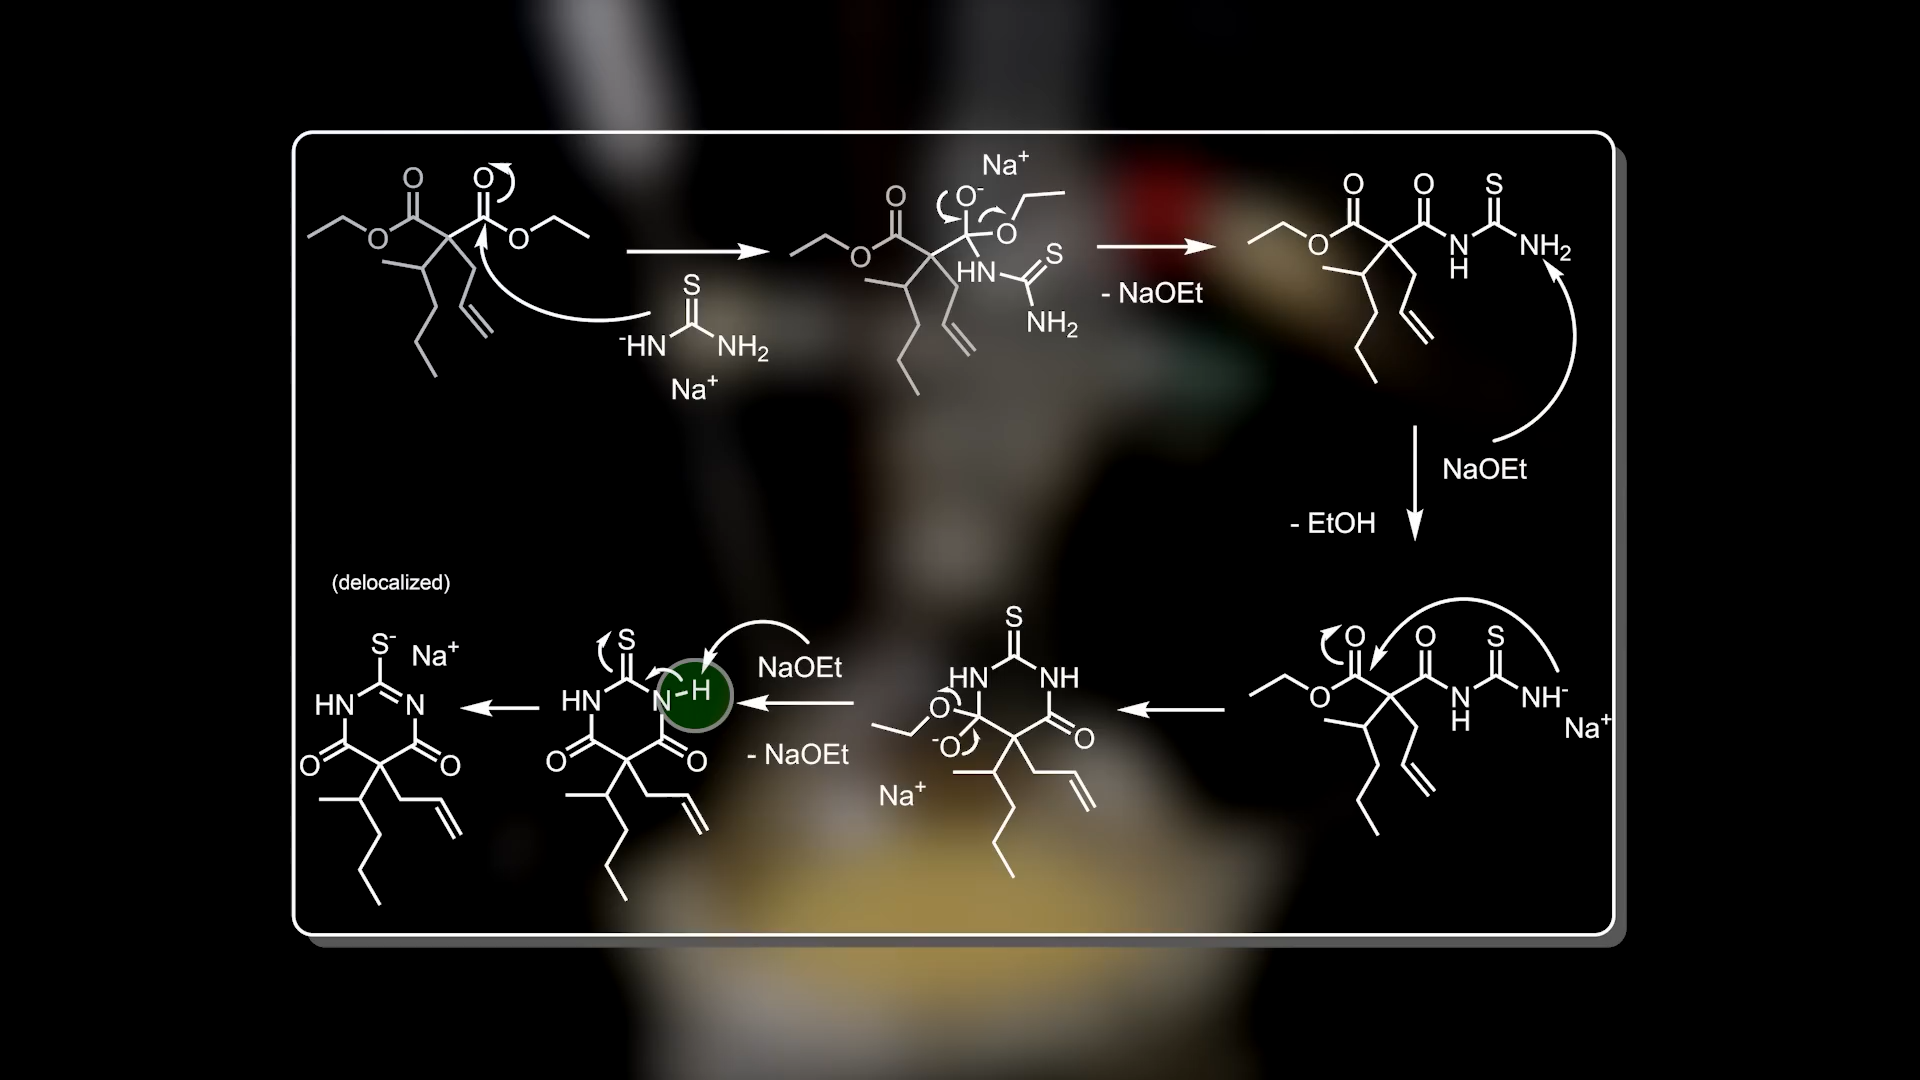 O O
O O
S
-HN NH2
Na+
Na+
O O-
O O
HN S
NH2
- NaOEt
O O S
O N NH2
H
NaOEt
- EtOH
O O S
O N NH-
H
Na+
S
HN NH
O
-O O
Na+
NaOEt
- NaOEt
S
HN N H
O O
(delocalized)
S- Na+
HN N
O O